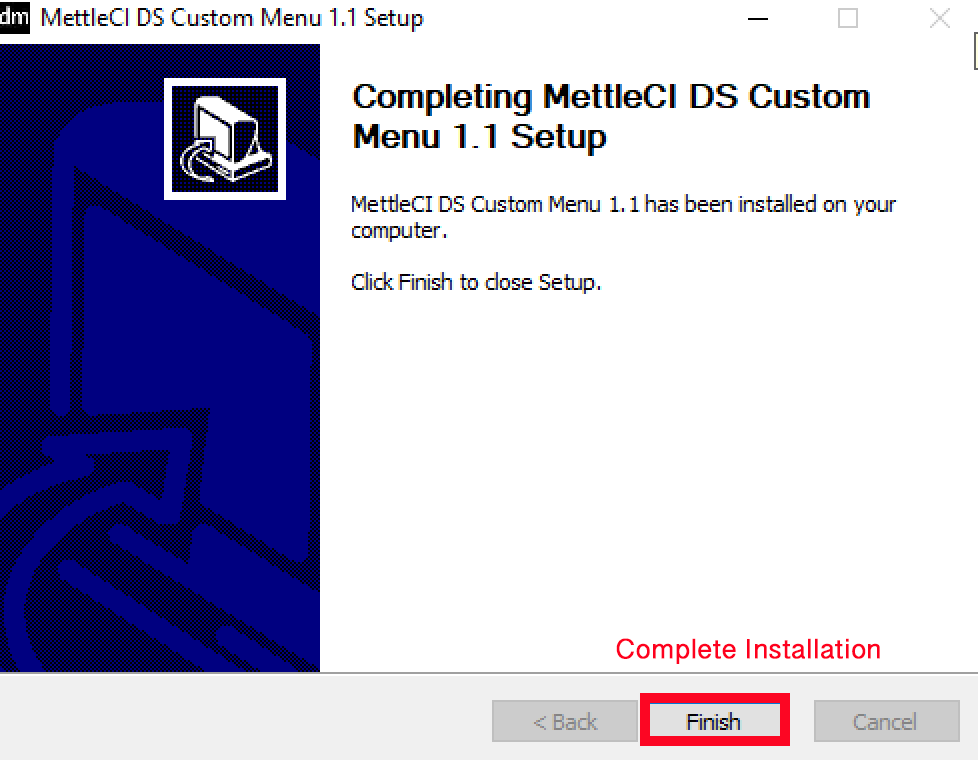 dm MettleCI DS Custom Menu 1.1 Setup
Completing MettleCI DS Custom
Menu 1.1 Setup
MettleCI DS Custom Menu 1.1 has been installed on your
computer.
Click Finish to close Setup.
Complete Installation
< Back Finish Cancel